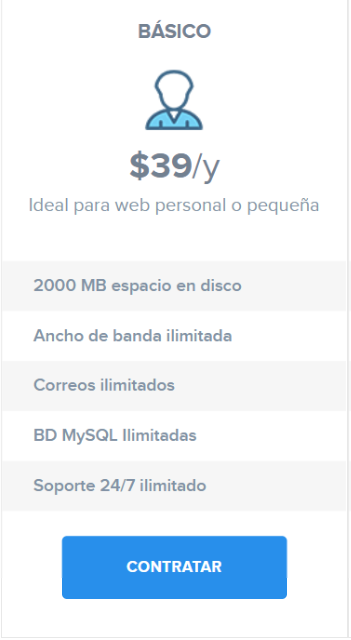 BÁSICO
$39/y
Ideal para web personal o pequeña
2000 MB espacio en disco
Ancho de banda ilimitada
Correos ilimitados
BD MySQL Ilimitadas
Soporte 24/7 ilimitado
CONTRATAR